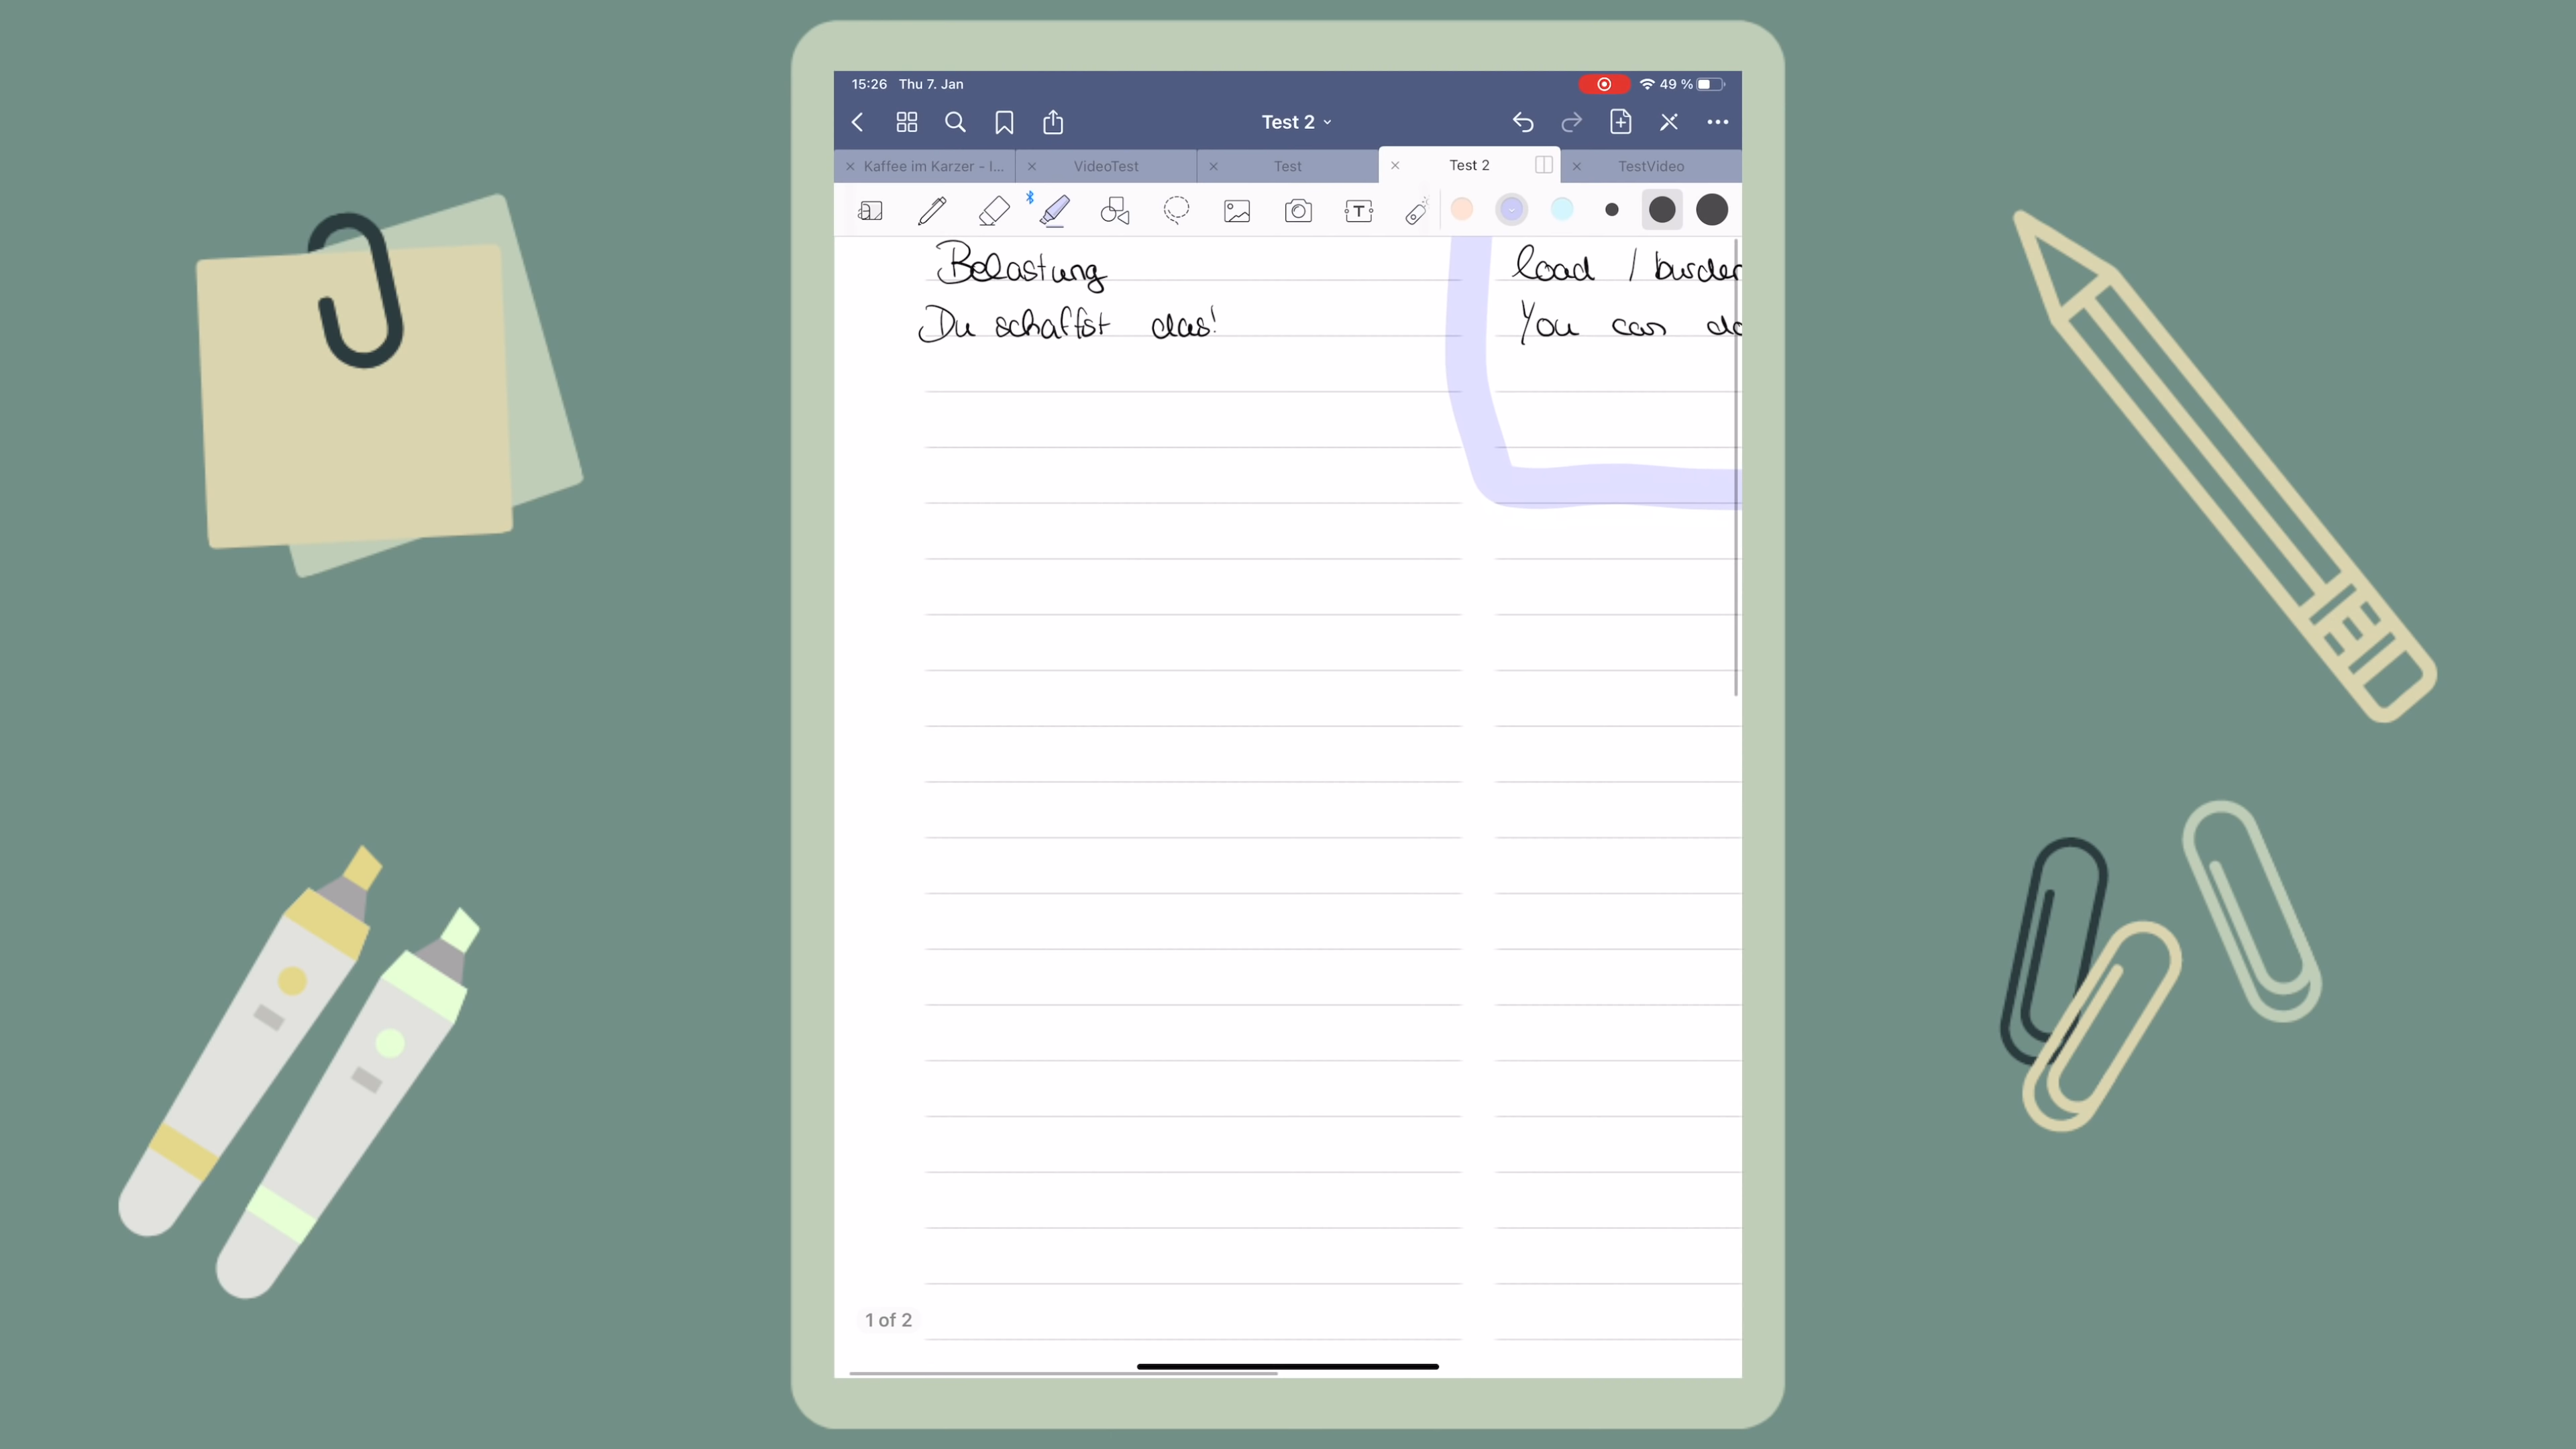 15:26 Thu 7. Jan 49 %
Test 2
Kaffee im Karzer - I... VideoTest Test Test 2 TestVideo
T
Belastung load / burden
Du schaffst das! You can do
1 of 2